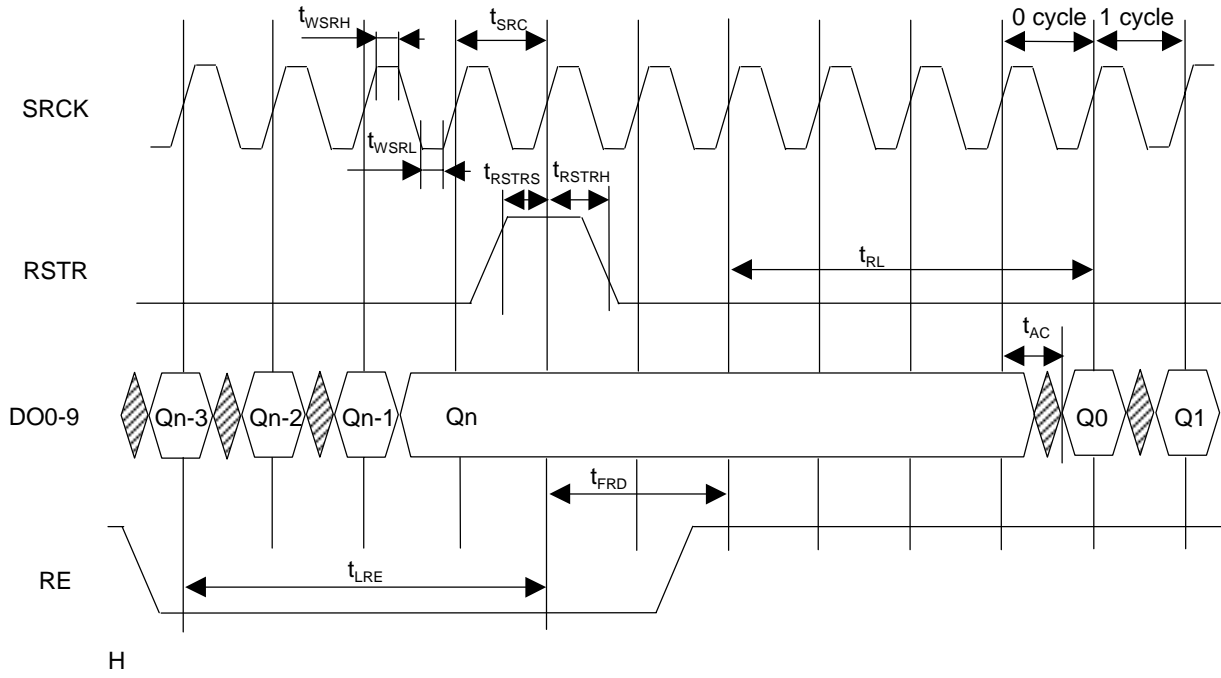 tWSRH
tSRC
0 cycle
1 cycle
SRCK
tWSRL
tRSTRS
tRSTRH
RSTR
tRL
tAC
DO0-9
Qn-3
Qn-2
Qn-1
Qn
Q0
Q1
tFRD
RE
tLRE
H